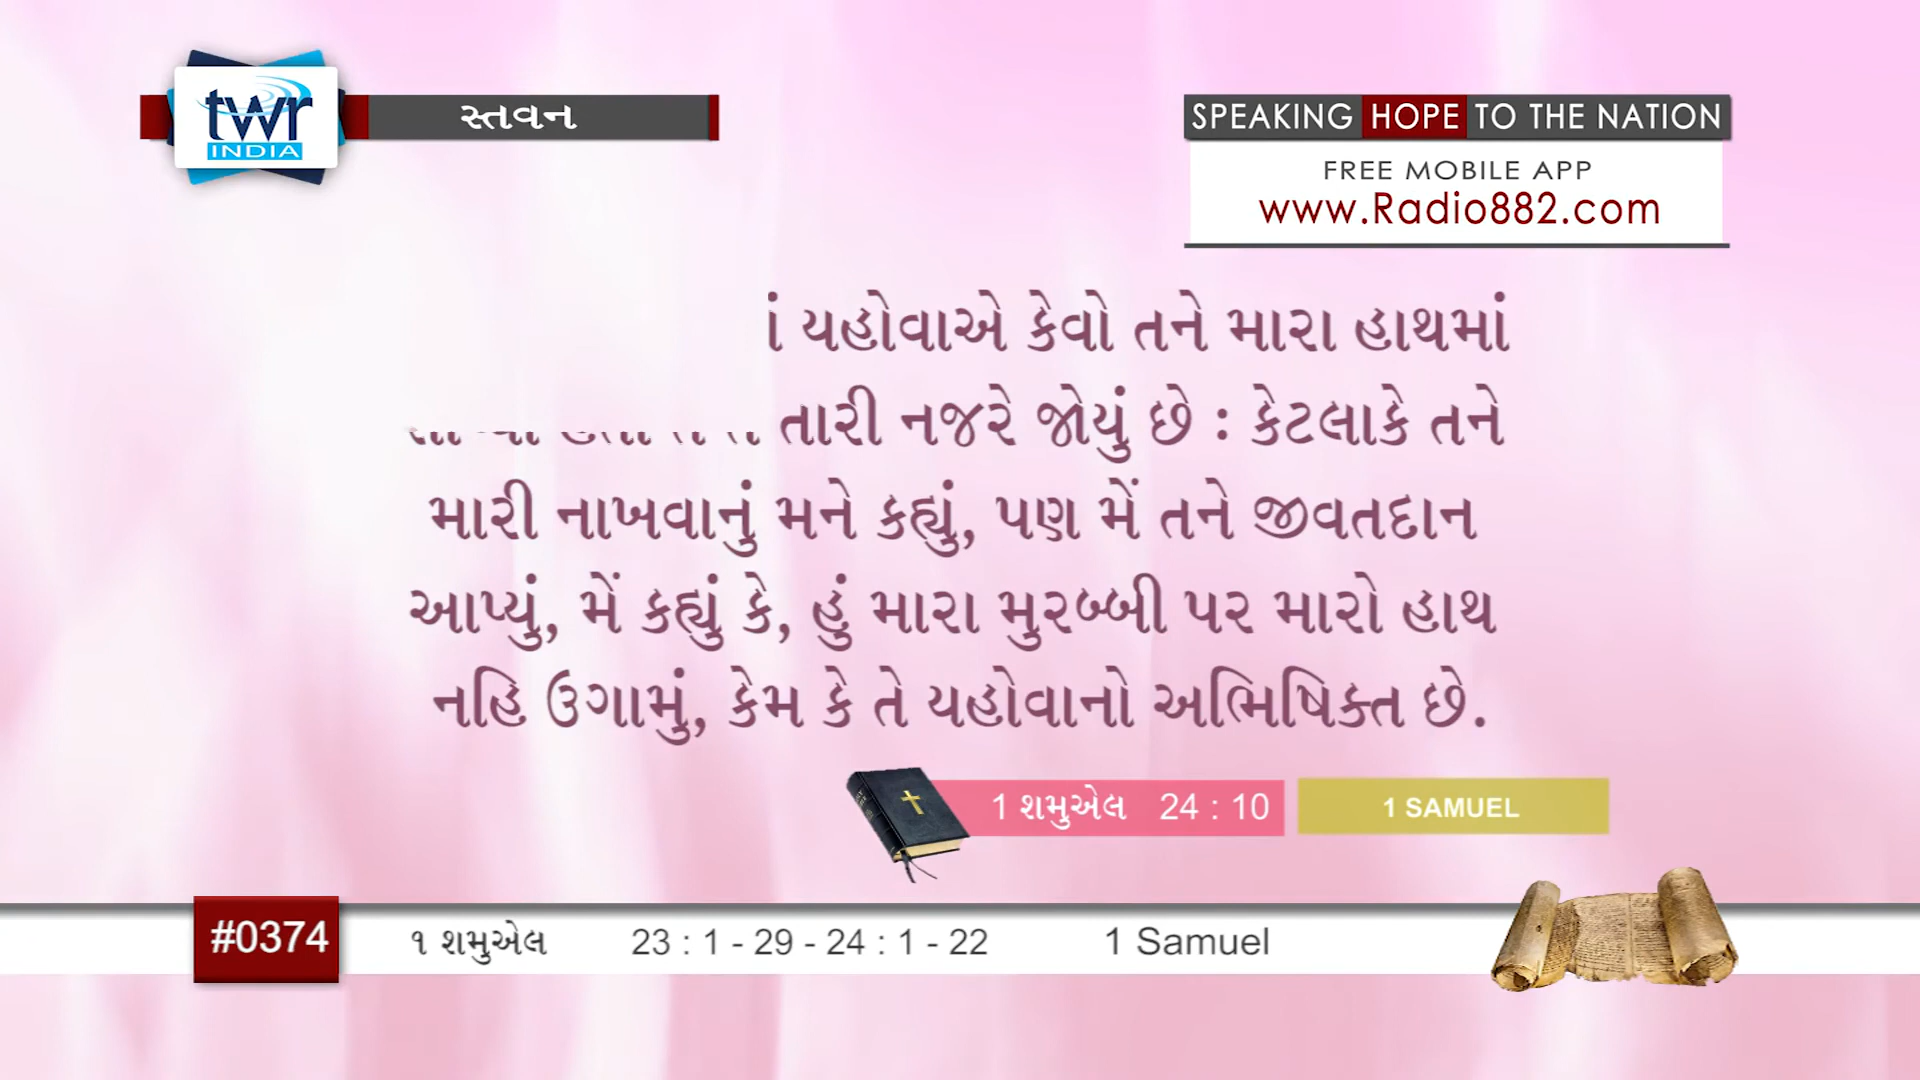 twr
INDIA
સ્તવન
SPEAKING HOPE TO THE NATION
FREE MOBILE APP
www.Radio882.com
યહોવાએ કેવો તને મારા હાથમાં
તારી નજરે જોયું છે : કેટલાકે તને
મારી નાખવાનું મને કહ્યું, પણ મેં તને જીવતદાન
આપ્યું, મેં કહ્યું કે, હું મારા મુરબ્બી પર મારો હાથ
નહિ ઉગામું, કેમ કે તે યહોવાનો અભિષિક્ત છે.
1 શમુએલ 24 : 10
1 SAMUEL
#0374
૧ શમુએલ 23 : 1 - 29 - 24 : 1 - 22 1 Samuel